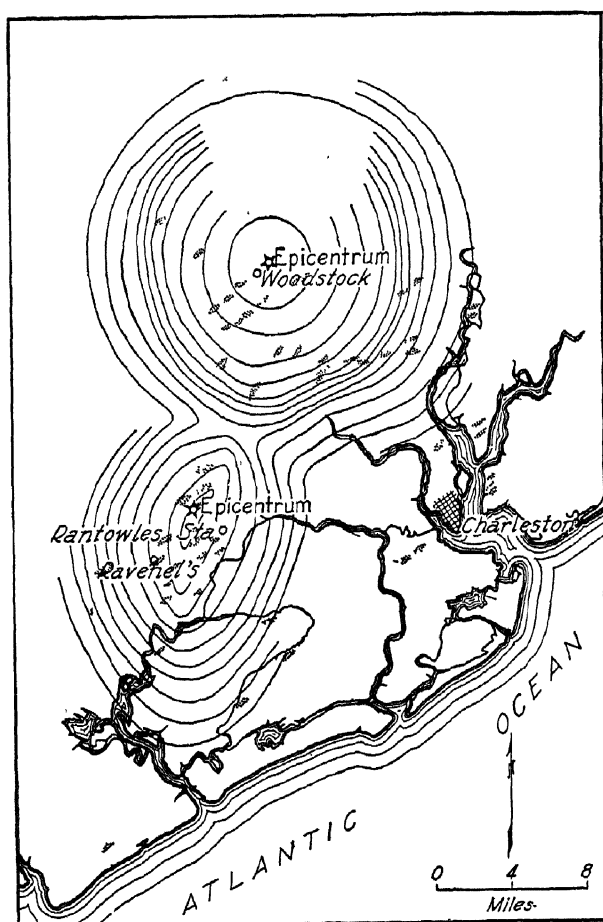 Epicentrum
Woodstock
Epicentrum
Rantowles Sta.
Ravenel's
Charleston
OCEAN
ATLANTIC
0 4 8
Miles